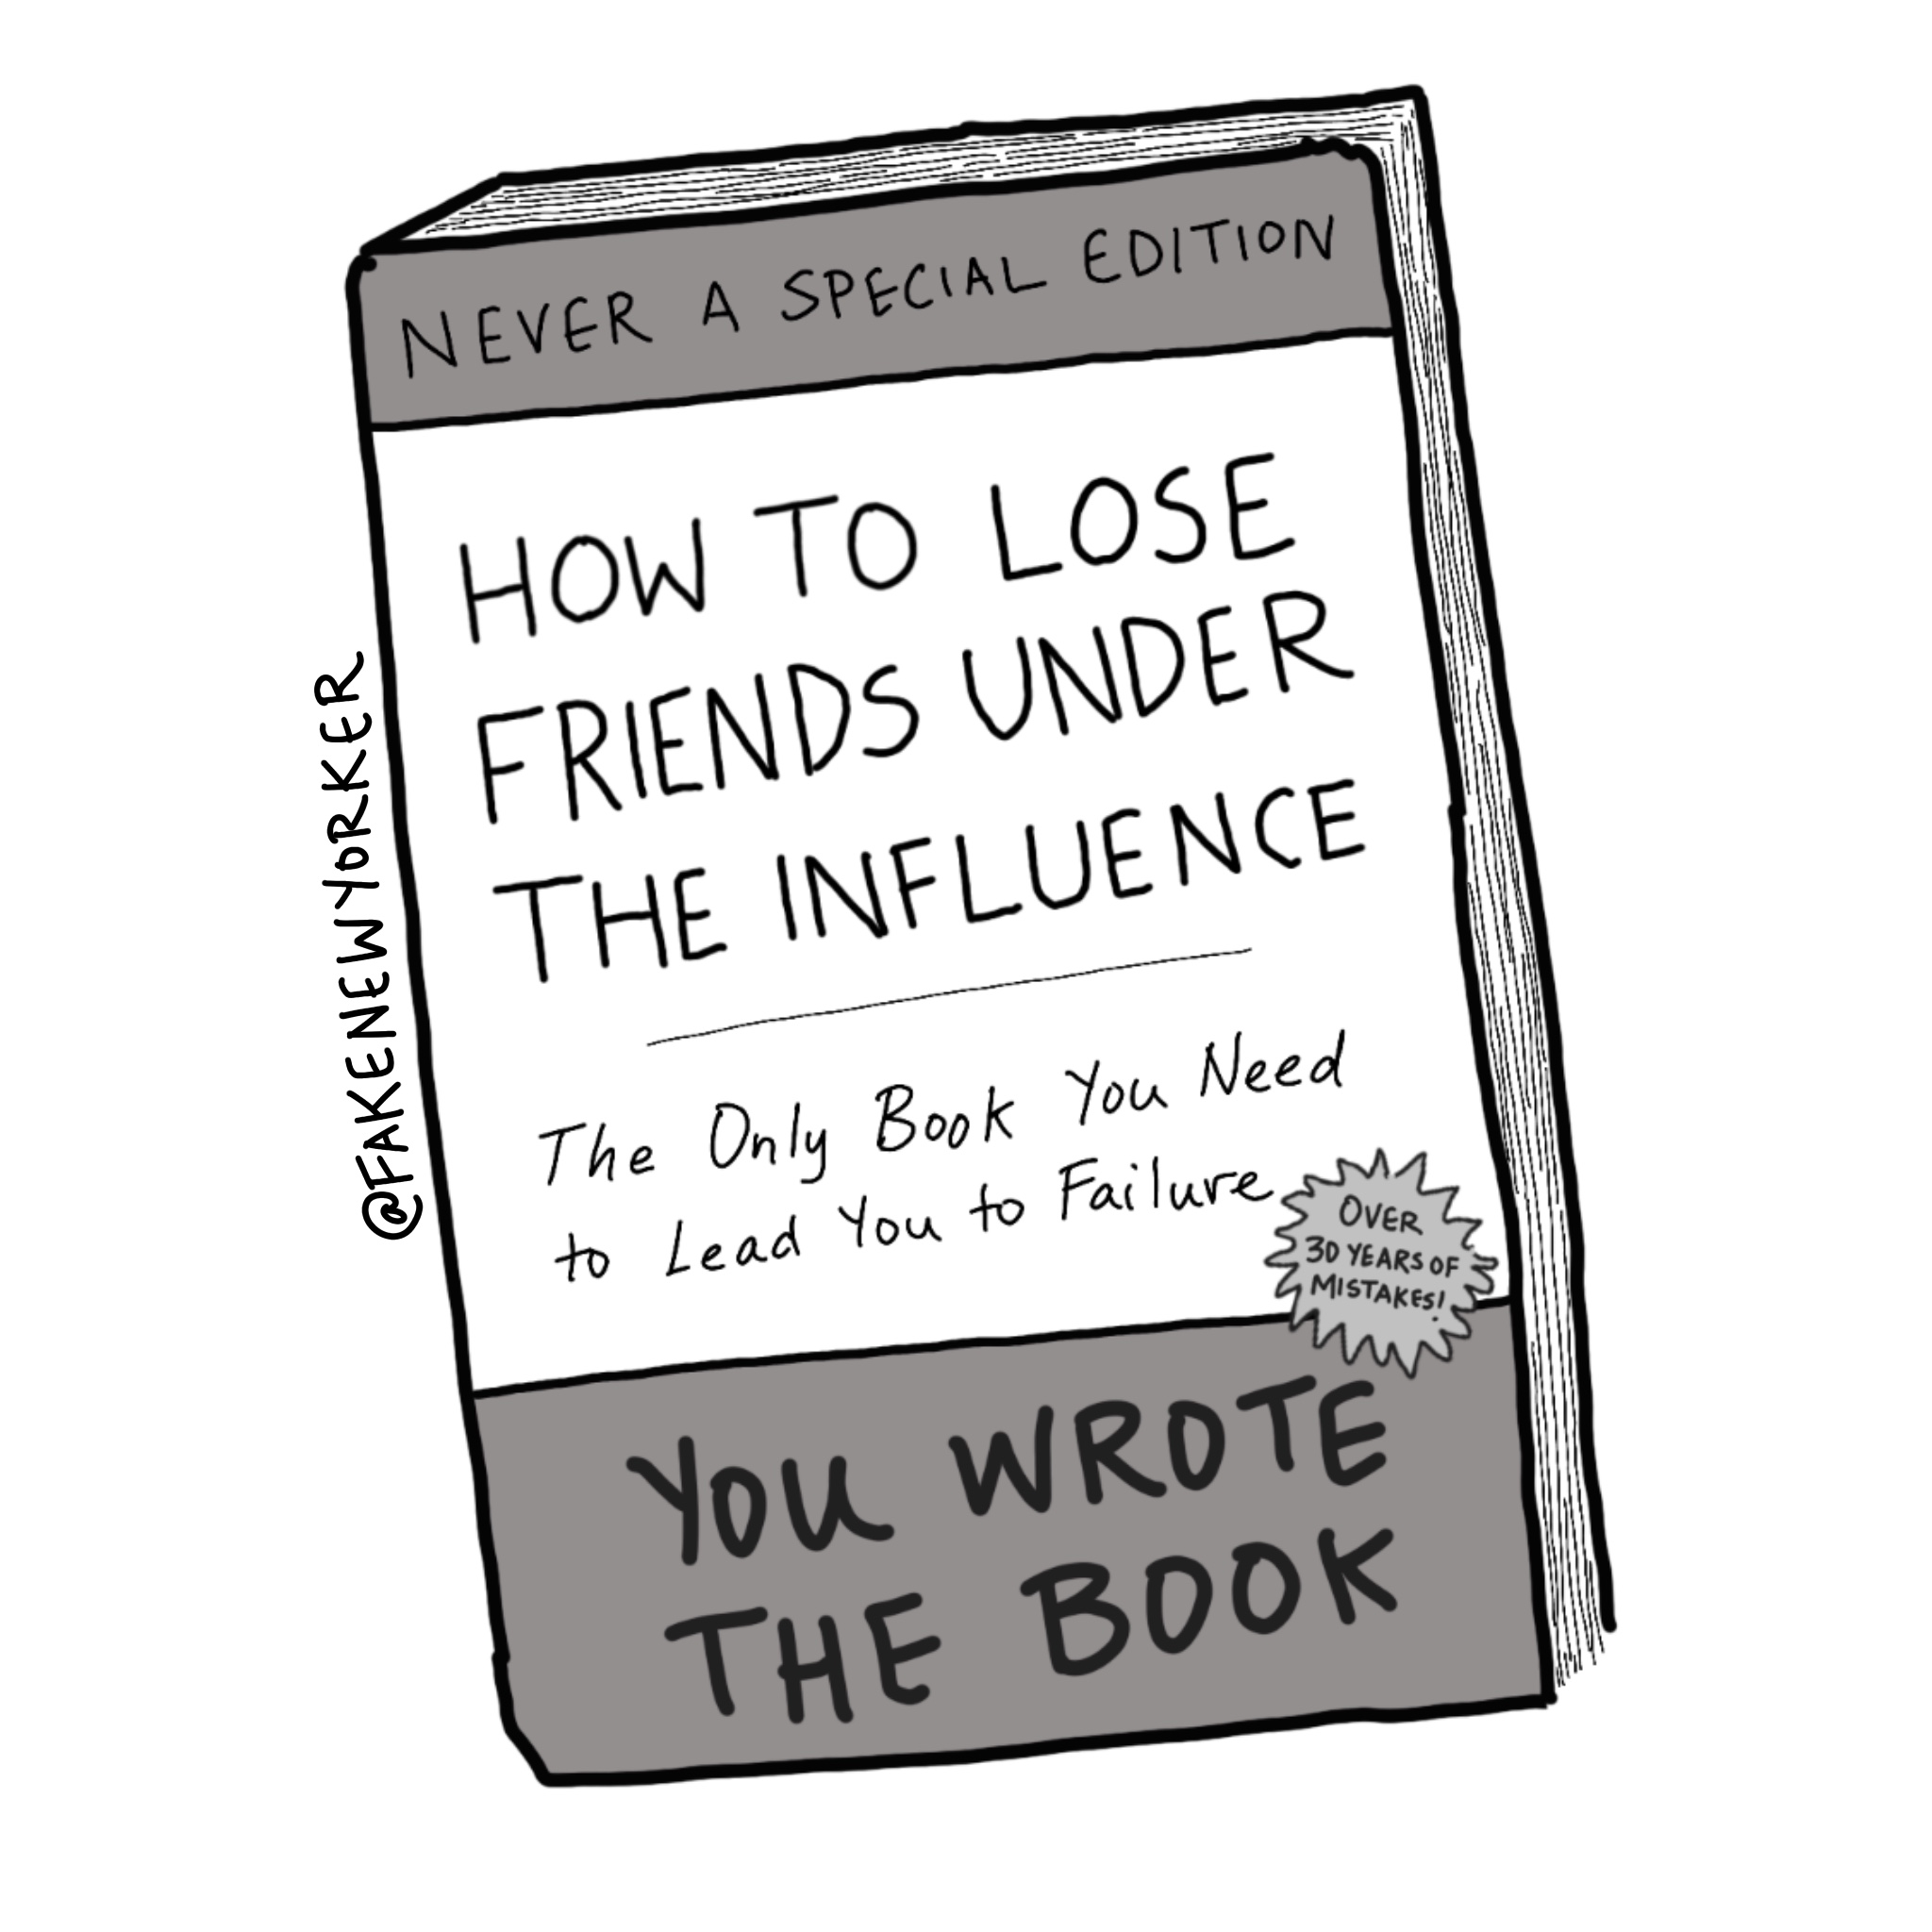 NEVER A SPECIAL EDITION
HOW TO LOSE
FRIENDS UNDER
THE INFLUENCE
The Only Book You Need
to Lead You to Failure
OVER
30 YEARS OF
MISTAKES!
YOU WROTE
THE BOOK
@FAKENEWYORKER